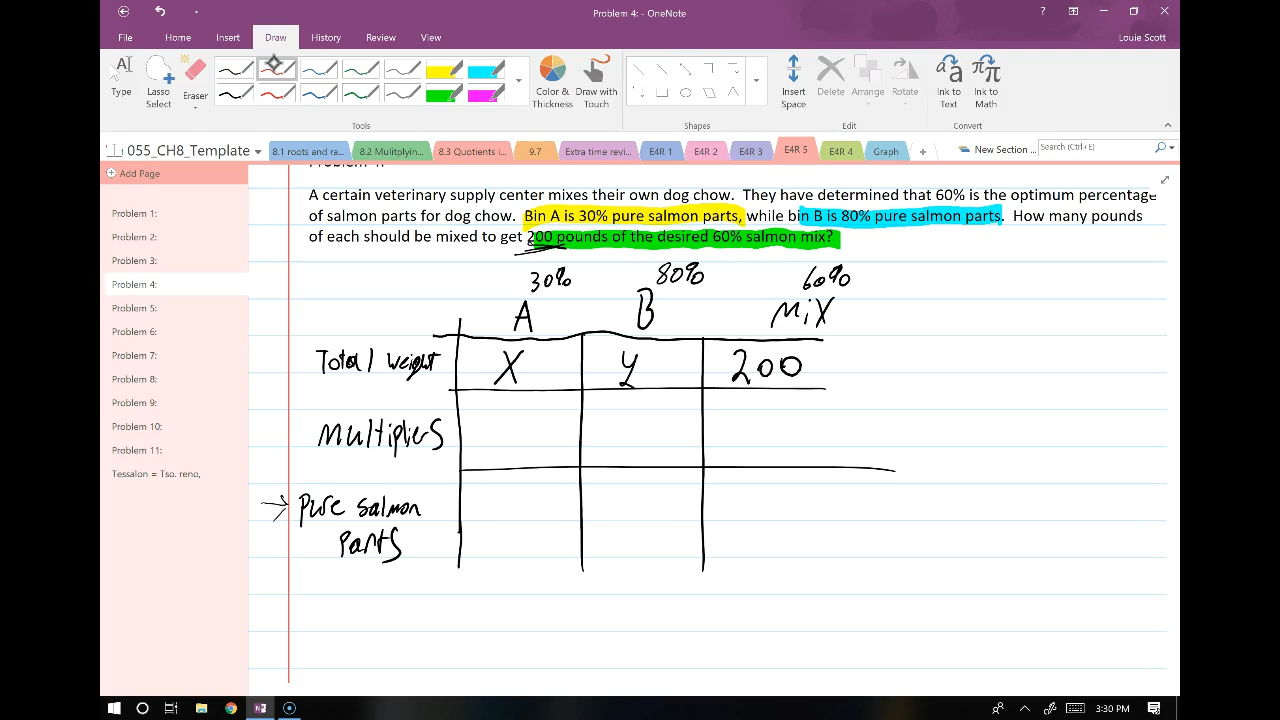 Problem 4: - OneNote
File Home Insert Draw History Review View Louie Scott
Type Lasso Select Eraser Color & Thickness Draw with Touch Insert Space Delete Arrange Rotate Ink to Text Ink to Math
Tools Shapes Edit Convert
055_CH8_Template 8.1 roots and ra... 8.2 Mulitolyin... 8.3 Quotients i... 9.7 Extra time revi... E4R 1 E4R 2 E4R 3 E4R 5 E4R 4 Graph New Section ... Search (Ctrl+E)
Add Page
Problem 1:
Problem 2:
Problem 3:
Problem 4:
Problem 5:
Problem 6:
Problem 7:
Problem 8:
Problem 9:
Problem 10:
Problem 11:
Tessalon = Tso. reno,
A certain veterinary supply center mixes their own dog chow. They have determined that 60% is the optimum percentage
of salmon parts for dog chow. Bin A is 30% pure salmon parts, while bin B is 80% pure salmon parts. How many pounds
of each should be mixed to get 200 pounds of the desired 60% salmon mix?
30% 80% 60%
A B Mix
Total weight X y 200
Multipliers
Pure salmon
Parts
3:30 PM